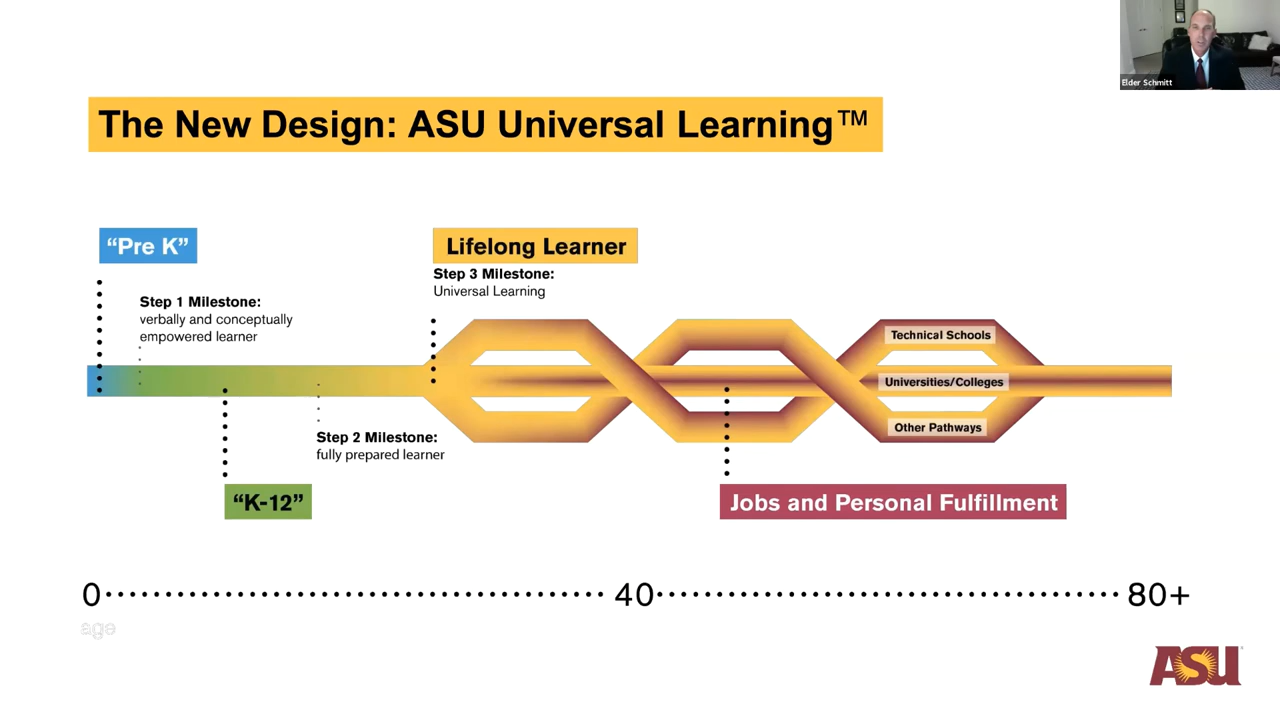 Elder Schmitt
The New Design: ASU Universal Learning™
“Pre K”
Lifelong Learner
Step 3 Milestone:
Universal Learning
Step 1 Milestone:
verbally and conceptually
empowered learner
Technical Schools
Universities/Colleges
Other Pathways
Step 2 Milestone:
fully prepared learner
“K-12”
Jobs and Personal Fulfillment
0 40 80+
age
ASU